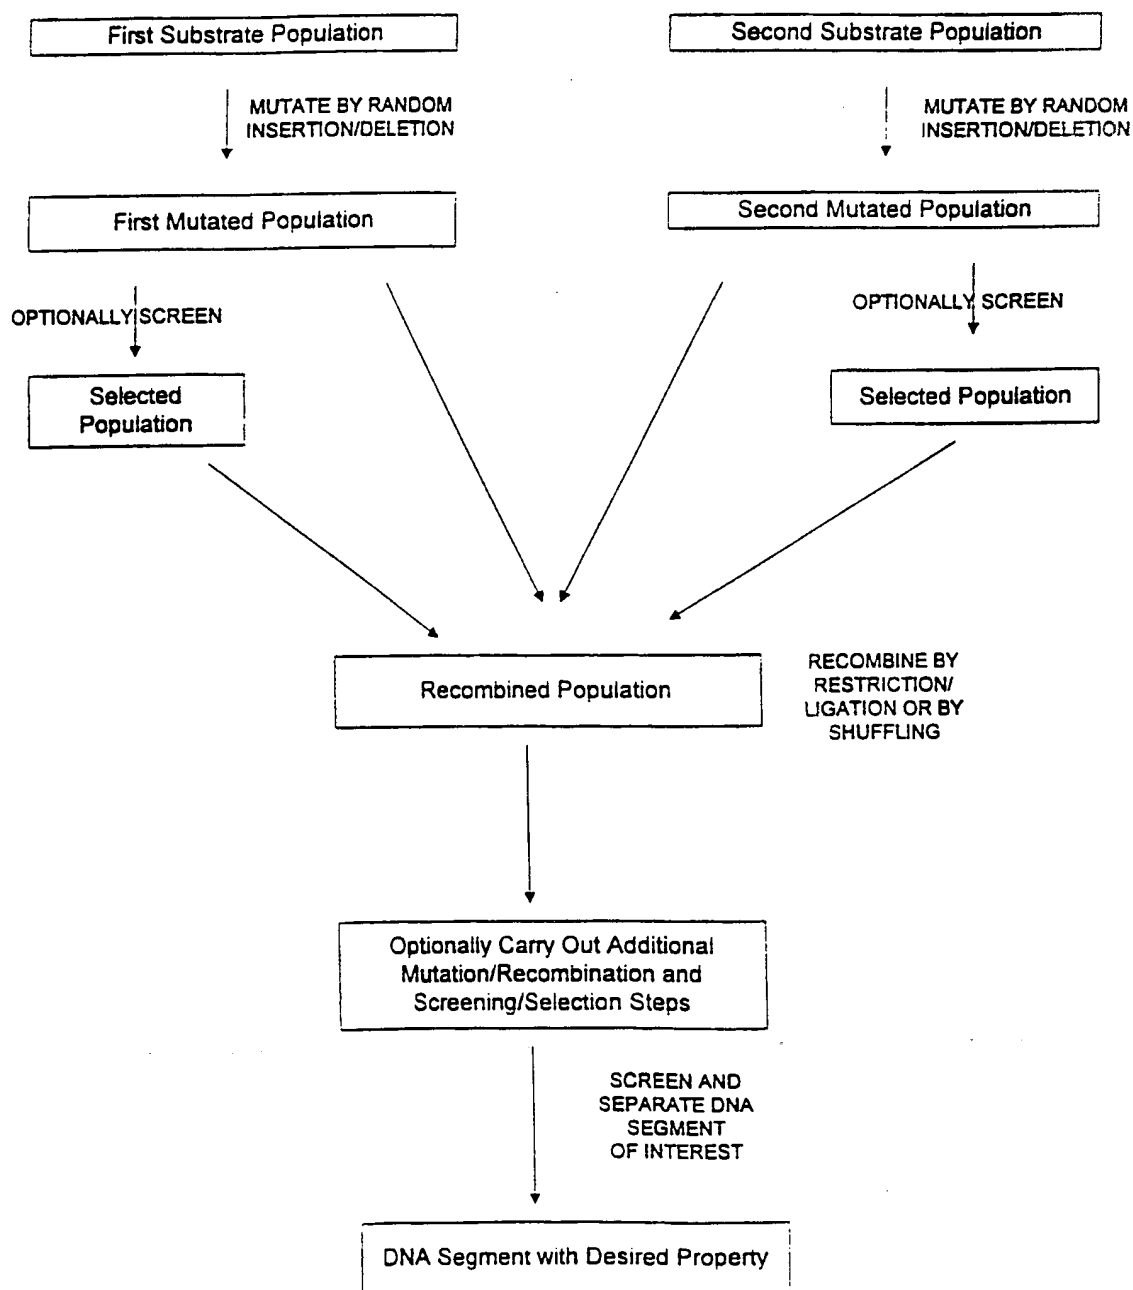 First Substrate Population
Second Substrate Population
MUTATE BY RANDOM
INSERTION/DELETION
MUTATE BY RANDOM
INSERTION/DELETION
First Mutated Population
Second Mutated Population
OPTIONALLY SCREEN
OPTIONALLY SCREEN
Selected
Population
Selected Population
Recombined Population
RECOMBINE BY
RESTRICTION/
LIGATION OR BY
SHUFFLING
Optionally Carry Out Additional
Mutation/Recombination and
Screening/Selection Steps
SCREEN AND
SEPARATE DNA
SEGMENT
OF INTEREST
DNA Segment with Desired Property